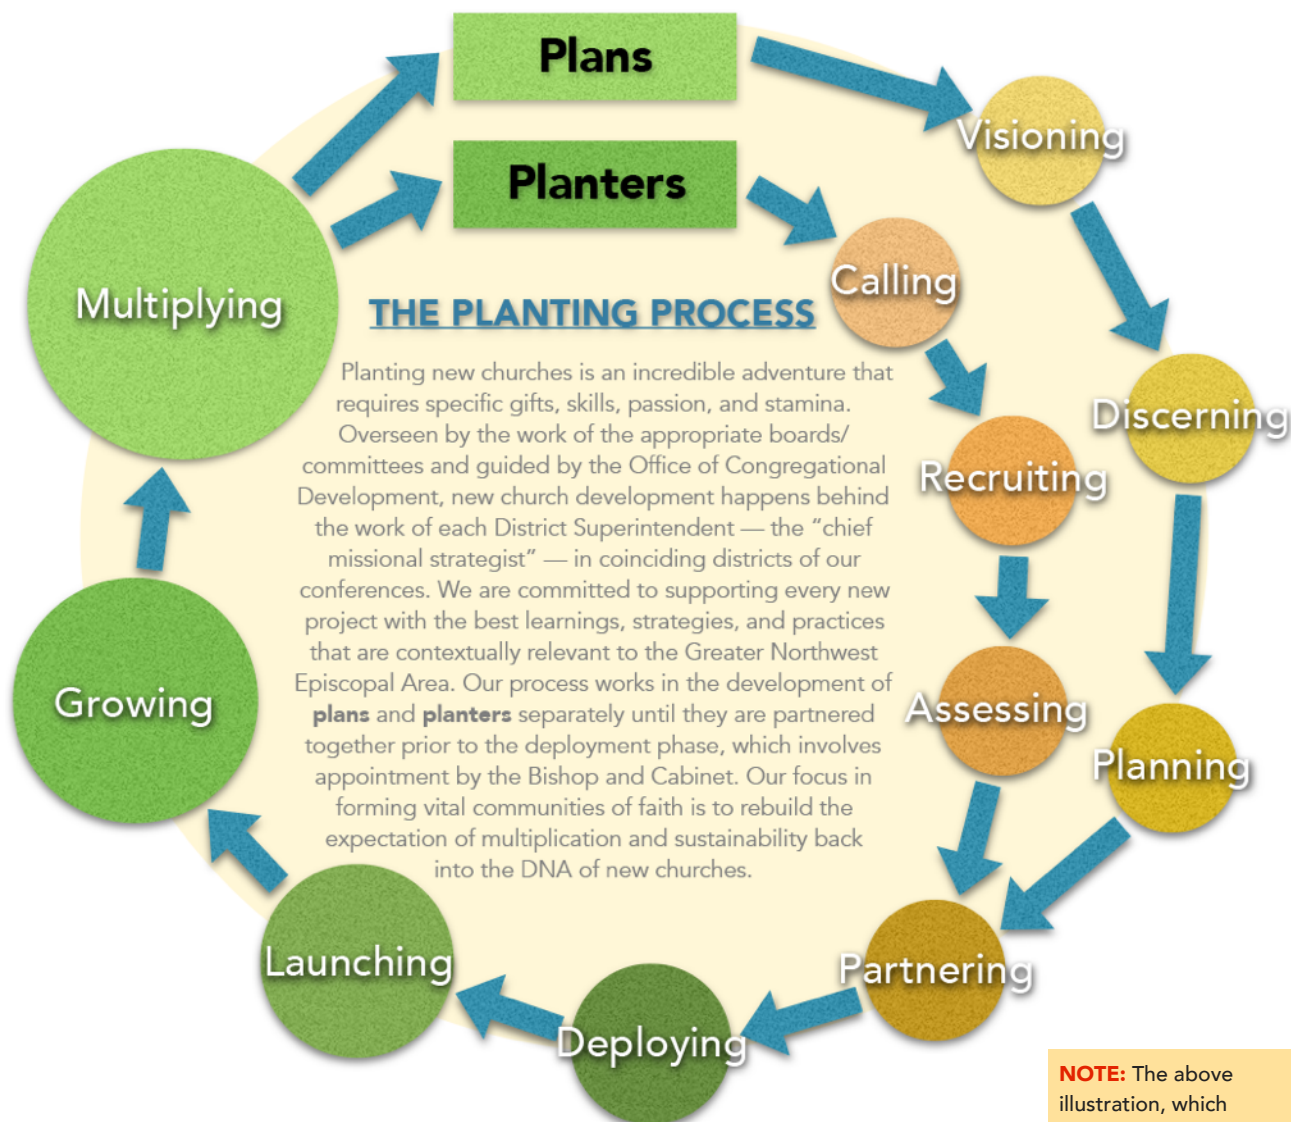 Plans
Planters
Visioning
Calling
Multiplying
Discerning
Recruiting
Assessing
Planning
Growing
THE PLANTING PROCESS
Planting new churches is an incredible adventure that
requires specific gifts, skills, passion, and stamina.
Overseen by the work of the appropriate boards/
committees and guided by the Office of Congregational
Development, new church development happens behind
the work of each District Superintendent — the “chief
missional strategist” — in coinciding districts of our
conferences. We are committed to supporting every new
project with the best learnings, strategies, and practices
that are contextually relevant to the Greater Northwest
Episcopal Area. Our process works in the development of
plans and planters separately until they are partnered
together prior to the deployment phase, which involves
appointment by the Bishop and Cabinet. Our focus in
forming vital communities of faith is to rebuild the
expectation of multiplication and sustainability back
into the DNA of new churches.
Launching
Partnering
Deploying
NOTE: The above
illustration, which